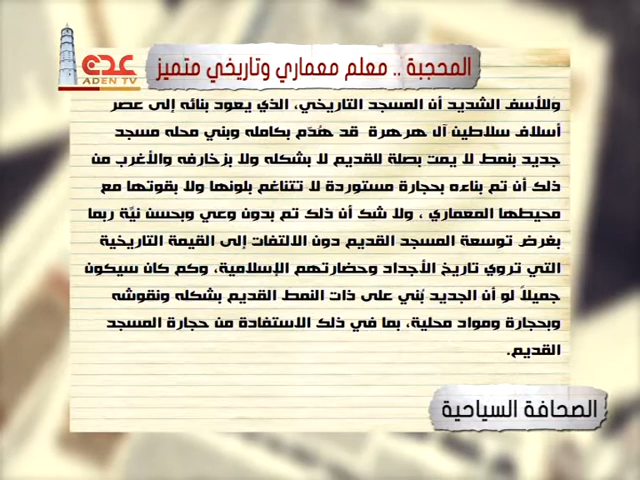 عدن
ADEN TV
المحجبة .. معلم معماري وتاريخي متميز
وللأسف الشديد أن المسجد التاريخي، الذي يعود بنائه إلى عصر
أسلاف سلاطين آل هرهرة قد هُدّم بكامله وبني محله مسجد
جديد بنمط لا يمت بصلة للقديم لا بشكله ولا بزخارفه والأغرب من
ذلك أن تم بناءه بحجارة مستوردة لا تتناغم بلونها ولا بقوتها مع
محيطها المعماري ، ولا شك أن ذلك تم بدون وعي وبحسن نيَّة ربما
بغرض توسعة المسجد القديم دون الالتفات إلى القيمة التاريخية
التي تروي تاريخ الأجداد وحضارتهم الإسلامية، وكم كان سيكون
جميلاً لو أن الجديد بُني على ذات النمط القديم بشكله ونقوشه
وبحجارة ومواد محلية، بما في ذلك الاستفادة من حجارة المسجد
القديم.
الصحافة السياحية